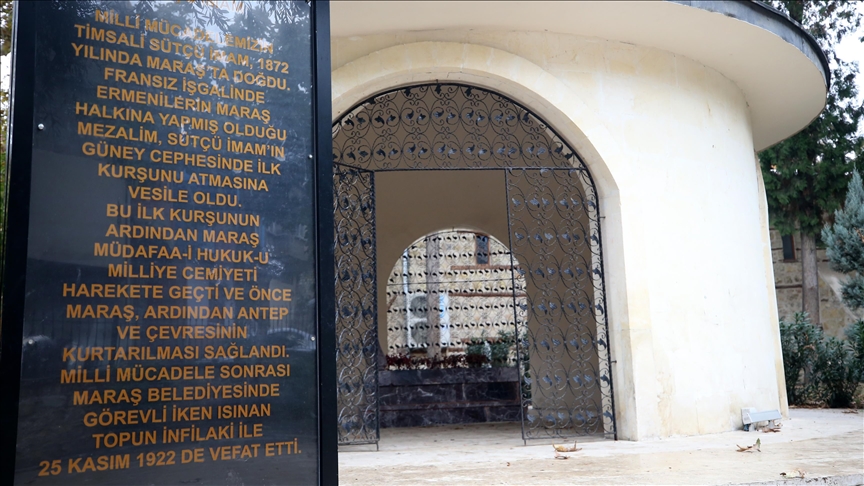 MİLLİ MÜCADELEMİZİN
TİMSALİ SÜTÇÜ İMAM, 1872
YILINDA MARAŞ'TA DOĞDU.
FRANSIZ İŞGALİNDE
ERMENİLERİN MARAŞ
HALKINA YAPMIŞ OLDUĞU
MEZALİM, SÜTÇÜ İMAM'IN
GÜNEY CEPHESİNDE İLK
KURŞUNU ATMASINA
VESİLE OLDU.
BU İLK KURŞUNUN
ARDINDAN MARAŞ
MÜDAFAA-İ HUKUK-U
MİLLİYE CEMİYETİ
HAREKETE GEÇTİ VE ÖNCE
MARAŞ, ARDINDAN ANTEP
VE ÇEVRESİNİN
KURTARILMASI SAĞLANDI.
MİLLİ MÜCADELE SONRASI
MARAŞ BELEDİYESİNDE
GÖREVLİ İKEN ISINAN
TOPUN İNFİLAKİ İLE
25 KASIM 1922 DE VEFAT ETTİ.